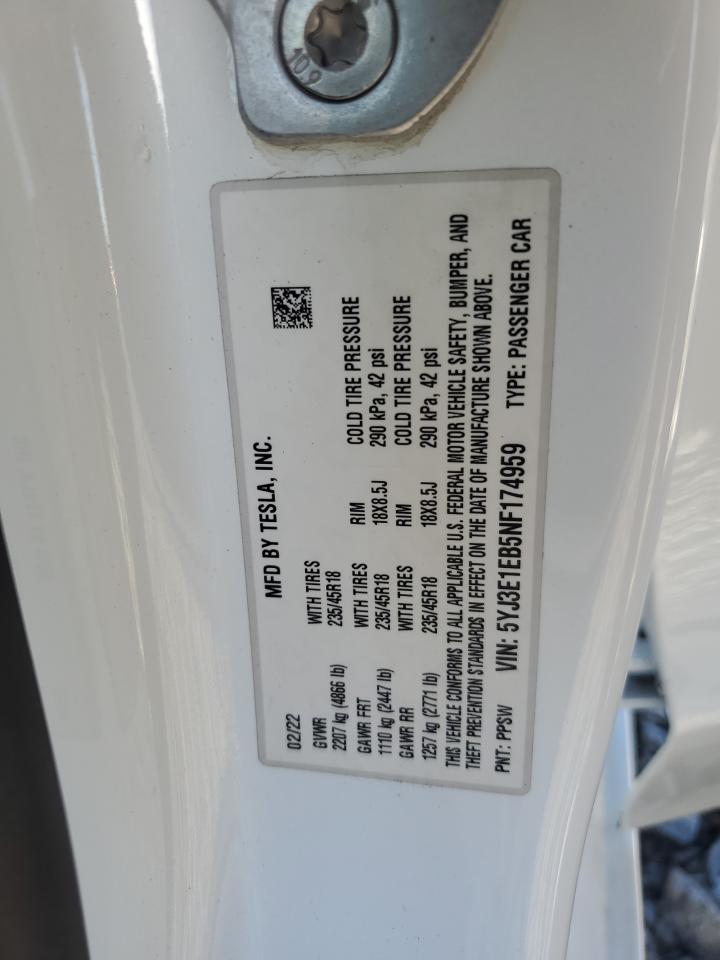 10.9
MFD BY TESLA, INC.
02/22
GVWR WITH TIRES
2207 kg (4866 lb) 235/45R18 COLD TIRE PRESSURE
GAWR FRT WITH TIRES RIM 290 kPa, 42 psi
1110 kg (2447 lb) 235/45R18 18X8.5J COLD TIRE PRESSURE
GAWR RR WITH TIRES RIM 290 kPa, 42 psi
1257 kg (2771 lb) 235/45R18 18X8.5J
THIS VEHICLE CONFORMS TO ALL APPLICABLE U.S. FEDERAL MOTOR VEHICLE SAFETY, BUMPER, AND
THEFT PREVENTION STANDARDS IN EFFECT ON THE DATE OF MANUFACTURE SHOWN ABOVE.
PNT: PPSW VIN: 5YJ3E1EB5NF174959 TYPE: PASSENGER CAR